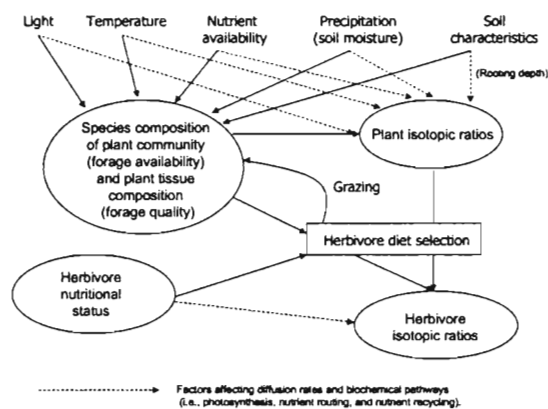 Light
Temperature
Nutrient
availability
Precipitation
(soil moisture)
Soil
characteristics
(Rooting depth)
Species composition
of plant community
(forage availability)
and plant tissue
composition
(forage quality)
Plant isotopic ratios
Grazing
Herbivore diet selection
Herbivore
nutritional
status
Herbivore
isotopic ratios
Factors affecting diffusion rates and biochemical pathways
(i.e., photosynthesis, nutrient routing, and nutrient recycling).